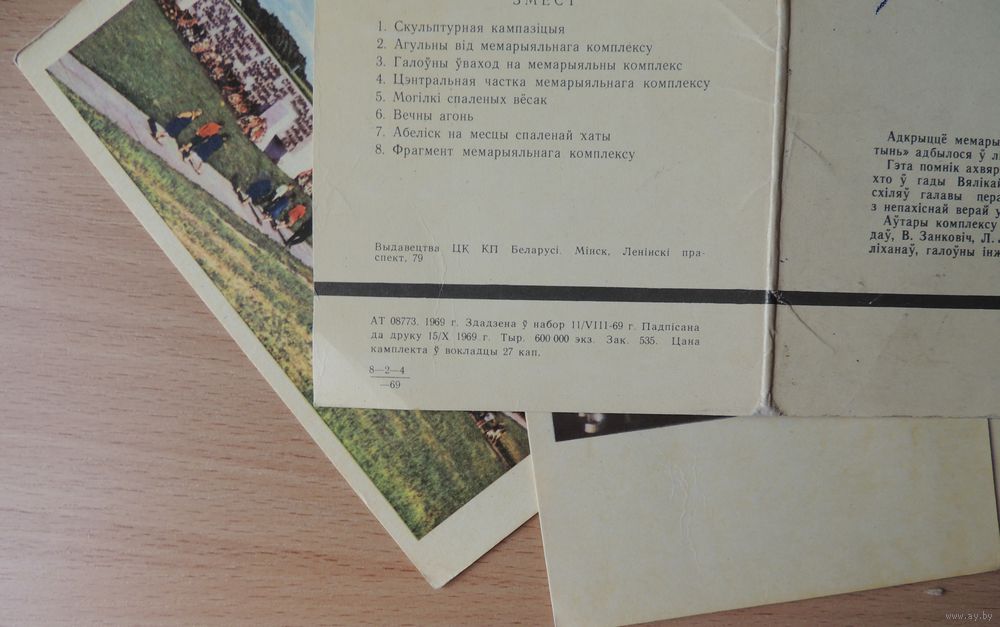 ЗМЕСТ
1. Скульптурная кампазіцыя
2. Агульны від мемарыяльнага комплексу
3. Галоўны ўваход на мемарыяльны комплекс
4. Цэнтральная частка мемарыяльнага комплексу
5. Могілкі спаленых вёсак
6. Вечны агонь
7. Абеліск на месцы спаленай хаты
8. Фрагмент мемарыяльнага комплексу
Выдавецтва ЦК КП Беларусі. Мінск, Ленінскі пра-
спект, 79
АТ 08773. 1969 г. Здадзена ў набор 11/VIII-69 г. Падпісана
да друку 15/X 1969 г. Тыр. 600 000 экз. Зак. 535. Цана
камплекта ў вокладцы 27 кап.
8—2—4
—69
Адкрыццё мемары
тынь» адбылося ў л
Гэта помнік ахвяр
хто ў гады Вялікай
схіляў галавы пера
з непахіснай верай у
Аўтары комплексу
даў, В. Занковіч, Л.
ліханаў, галоўны інж
www.ay.by